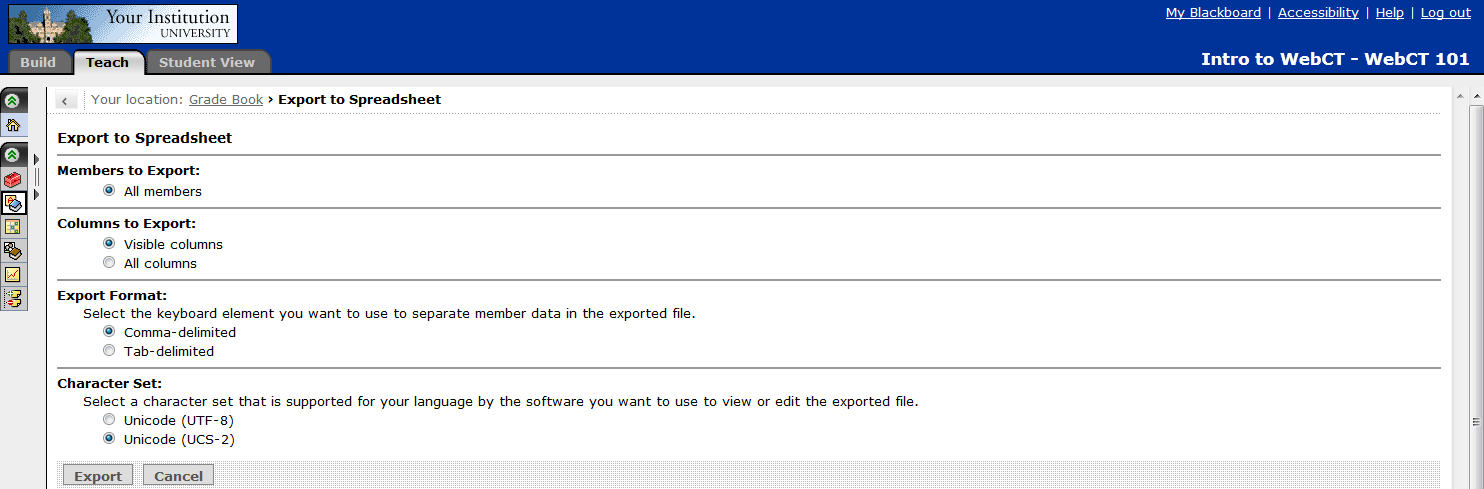 Your Institution
UNIVERSITY
My Blackboard | Accessibility | Help | Log out
Build Teach Student View
Intro to WebCT - WebCT 101
‹ Your location: Grade Book › Export to Spreadsheet
Export to Spreadsheet
Members to Export:
All members
Columns to Export:
Visible columns
All columns
Export Format:
Select the keyboard element you want to use to separate member data in the exported file.
Comma-delimited
Tab-delimited
Character Set:
Select a character set that is supported for your language by the software you want to use to view or edit the exported file.
Unicode (UTF-8)
Unicode (UCS-2)
Export Cancel